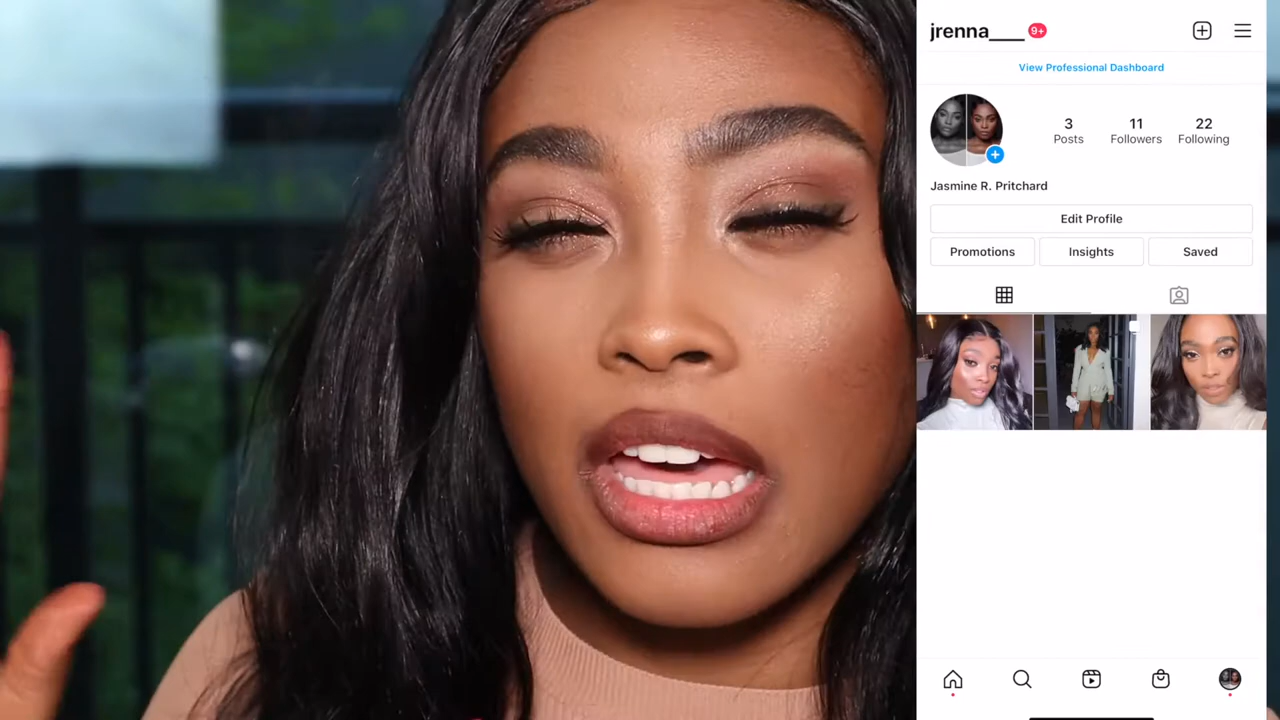 jrenna____ 9+
View Professional Dashboard
3 11 22
Posts Followers Following
Jasmine R. Pritchard
Edit Profile
Promotions Insights Saved